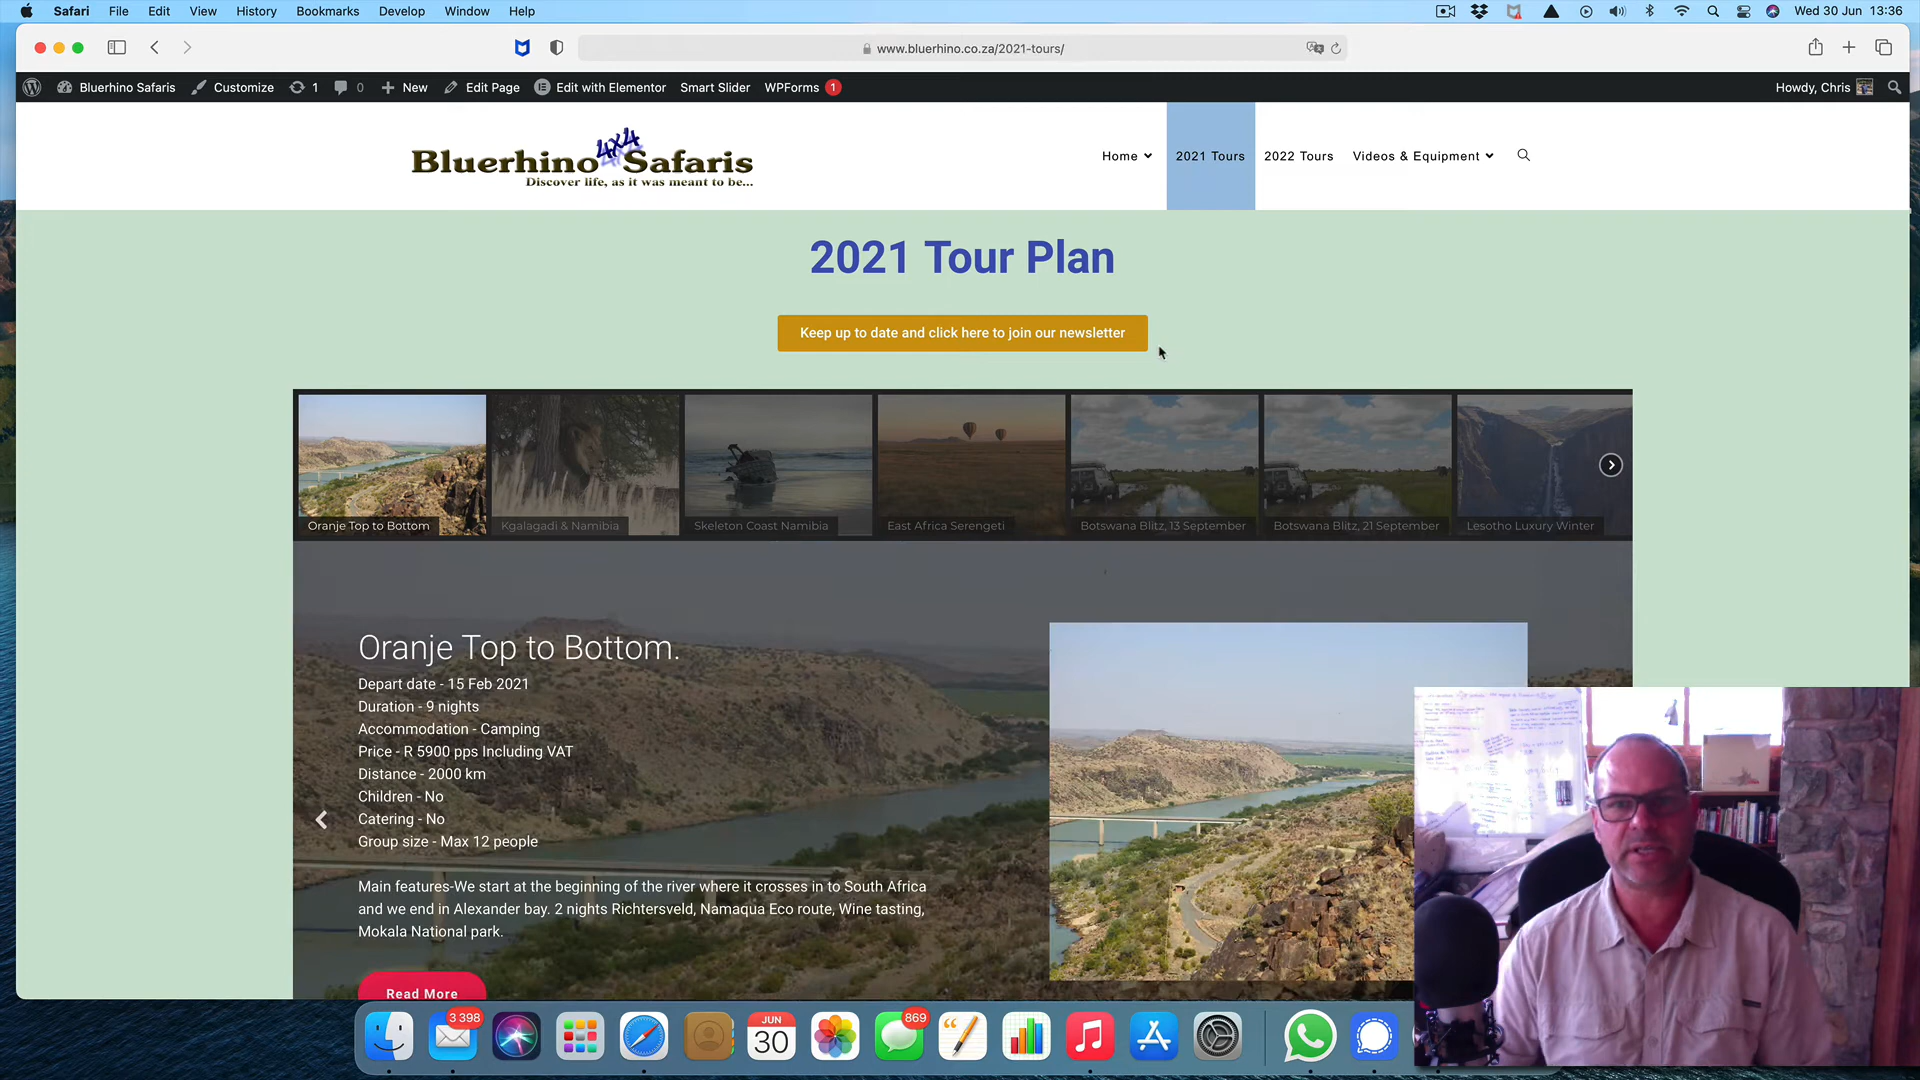 Safari File Edit View History Bookmarks Develop Window Help Wed 30 Jun 13:36
www.bluerhino.co.za/2021-tours/
Bluerhino Safaris Customize 1 0 New Edit Page Edit with Elementor Smart Slider WPForms 1 Howdy, Chris
Bluerhino 4x4 Safaris
Discover life, as it was meant to be...
Home 2021 Tours 2022 Tours Videos & Equipment
2021 Tour Plan
Keep up to date and click here to join our newsletter
Oranje Top to Bottom Kgalagadi & Namibia Skeleton Coast Namibia East Africa Serengeti Botswana Blitz, 13 September Botswana Blitz, 21 September Lesotho Luxury Winter
Oranje Top to Bottom.
Depart date - 15 Feb 2021
Duration - 9 nights
Accommodation - Camping
Price - R 5900 pps Including VAT
Distance - 2000 km
Children - No
Catering - No
Group size - Max 12 people
Main features-We start at the beginning of the river where it crosses in to South Africa
and we end in Alexander bay. 2 nights Richtersveld, Namaqua Eco route, Wine tasting,
Mokala National park.
Read More
3 398
JUN
30
869